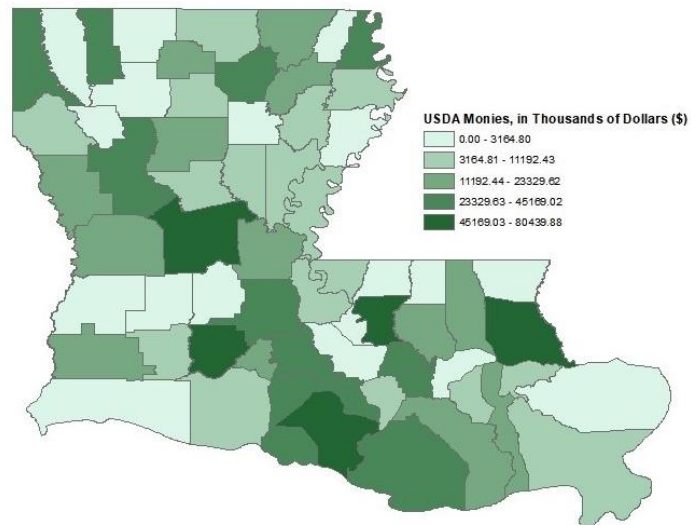 USDA Monies, in Thousands of Dollars ($)
0.00 - 3164.80
3164.81 - 11192.43
11192.44 - 23329.62
23329.63 - 45169.02
45169.03 - 80439.88